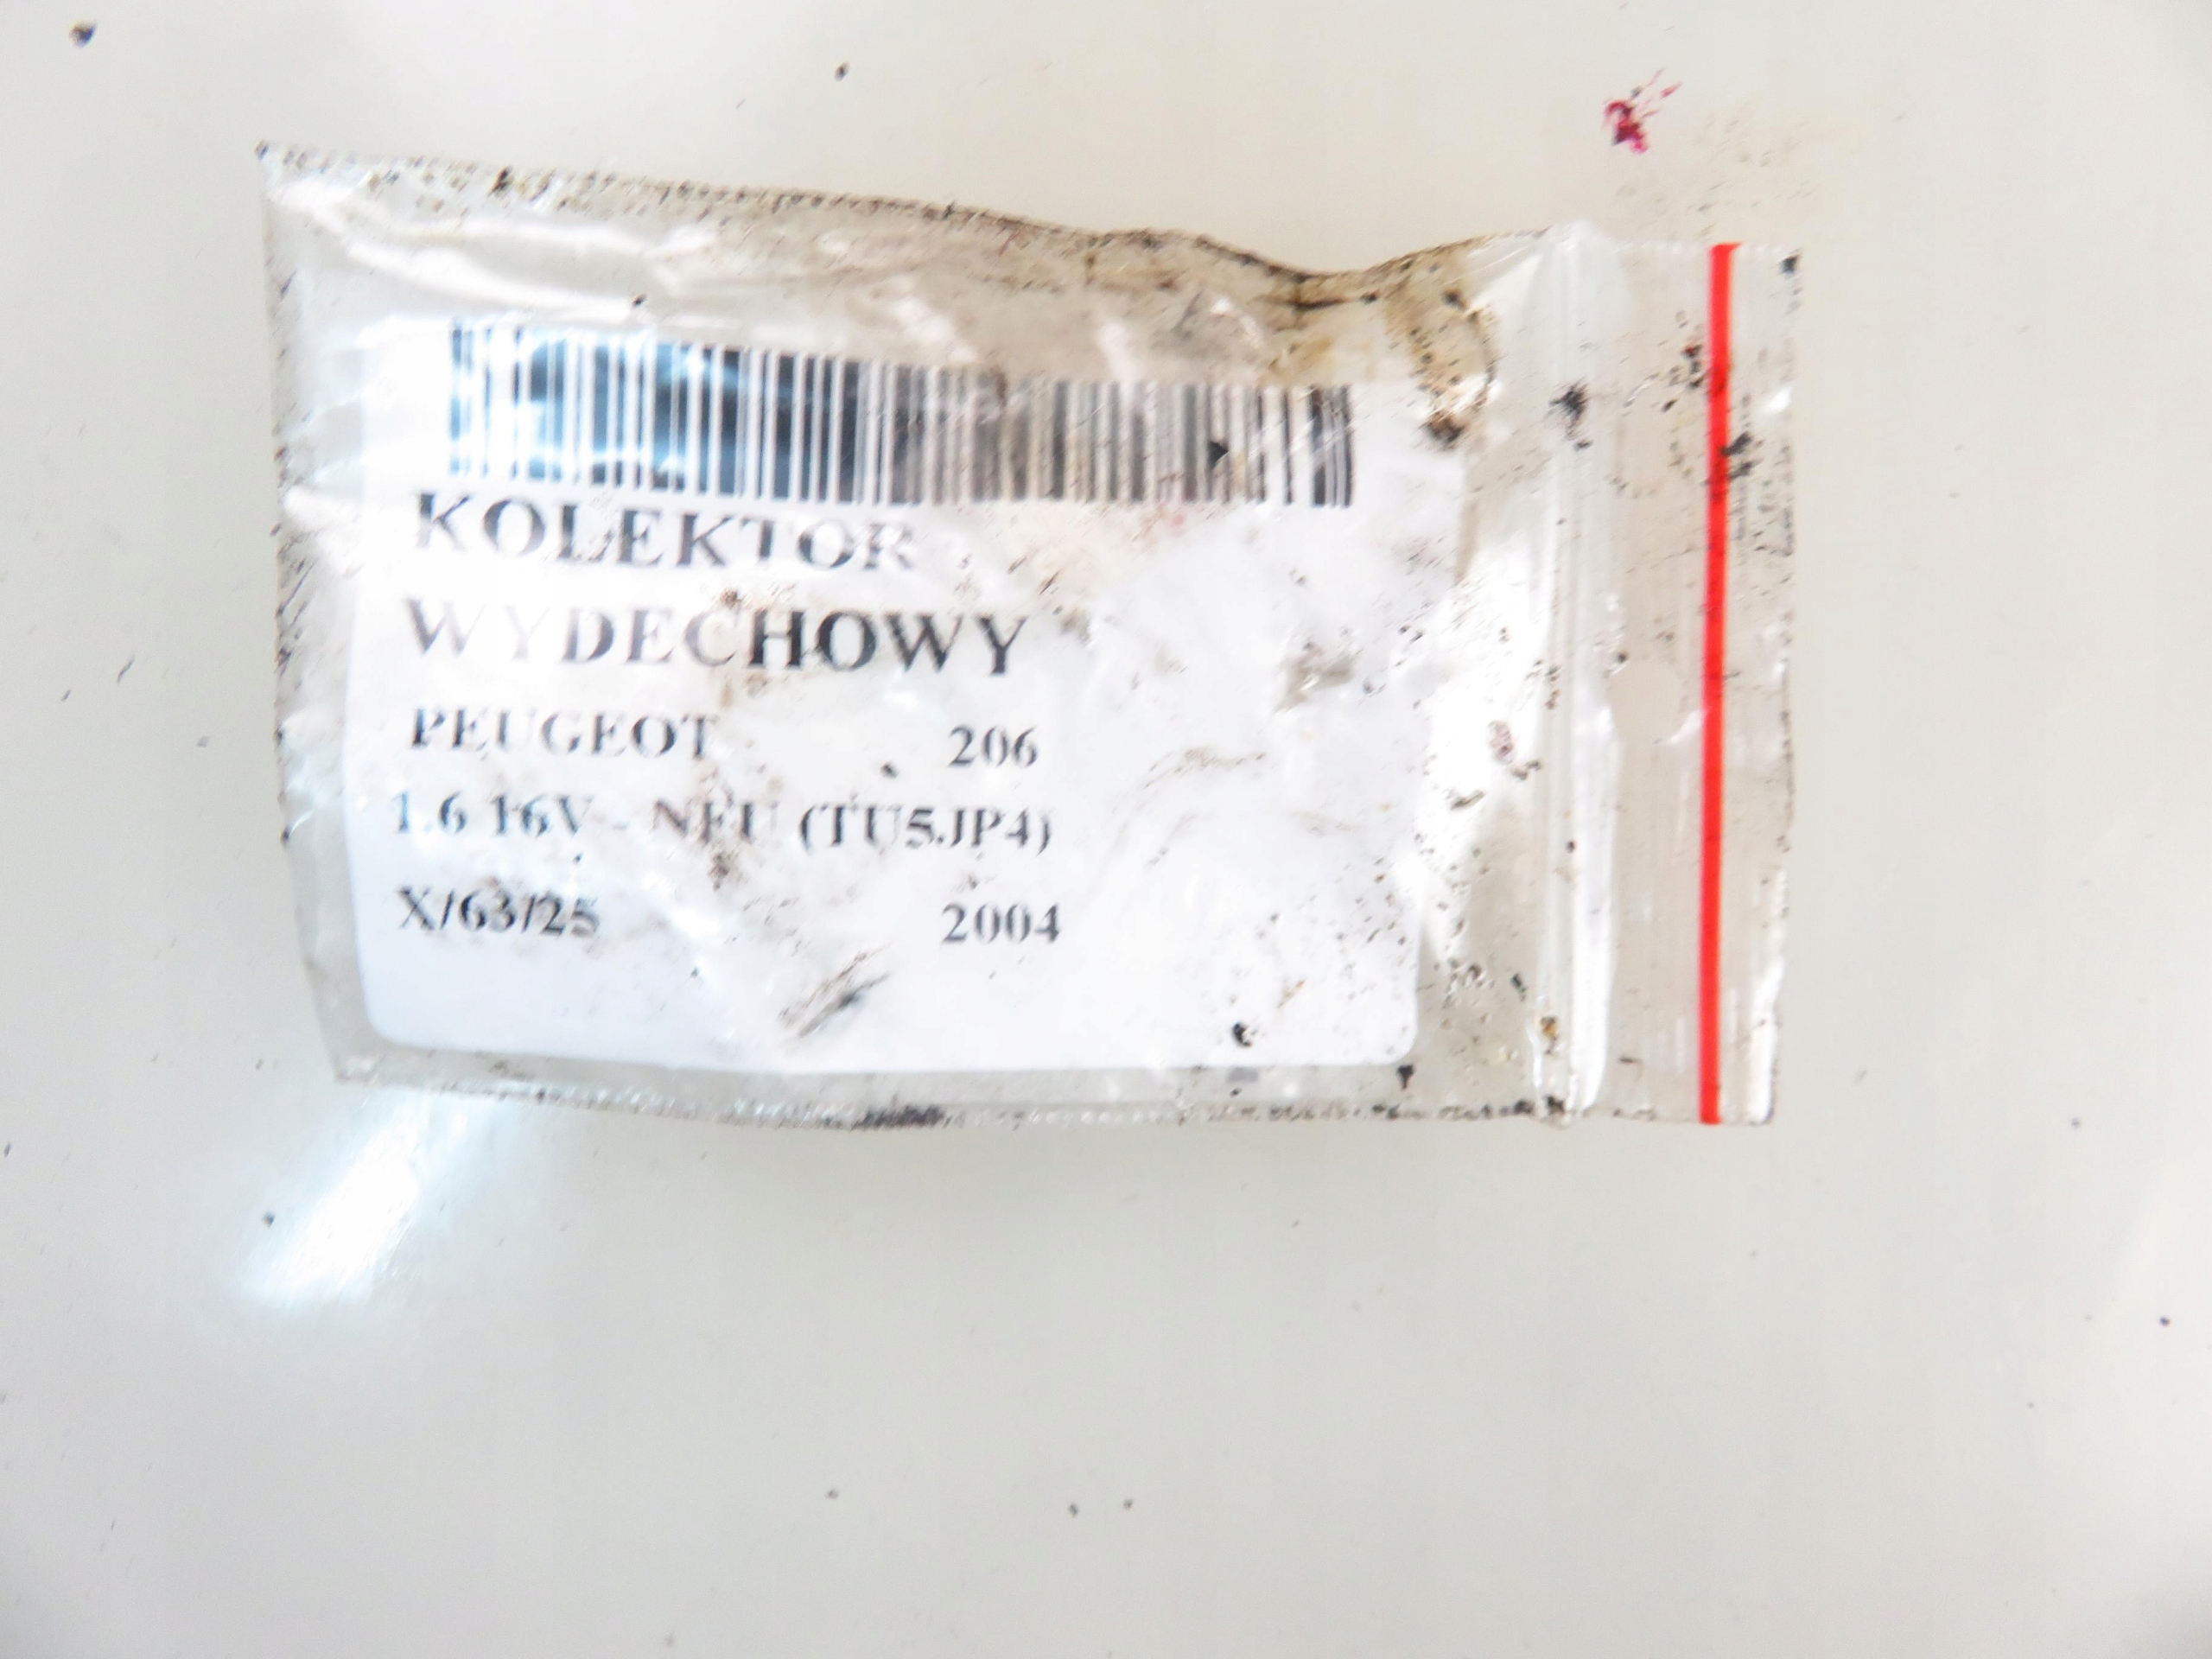 KOLEKTOR
WYDECHOWY
PEUGEOT 206
1.6 16V - NFU (TU5JP4)
X/63/25 2004